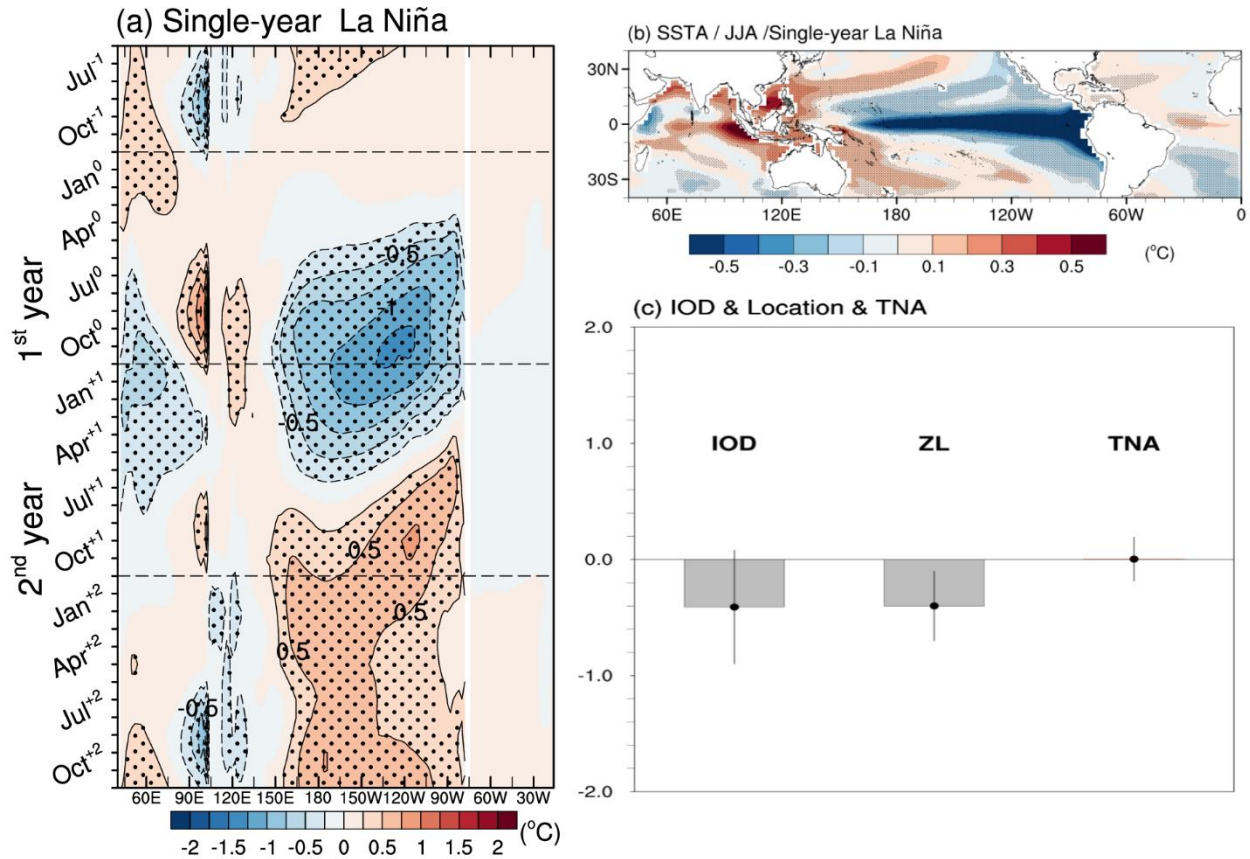 (a) Single-year La Niña
Jul-1
Oct-1
Jan0
Apr0
Jul0
Oct0
Jan+1
Apr+1
Jul+1
Oct+1
Jan+2
Apr+2
Jul+2
Oct+2
1st year
2nd year
-0.5
-1
-0.5
0.5
0.5
0.5
-0.5
60E 90E 120E 150E 180 150W 120W 90W 60W 30W
-2 -1.5 -1 -0.5 0 0.5 1 1.5 2
(°C)
(b) SSTA / JJA /Single-year La Niña
30N
0
30S
60E 120E 180 120W 60W 0
-0.5 -0.3 -0.1 0.1 0.3 0.5
(°C)
(c) IOD & Location & TNA
2.0
1.0
0.0
-1.0
-2.0
IOD ZL TNA